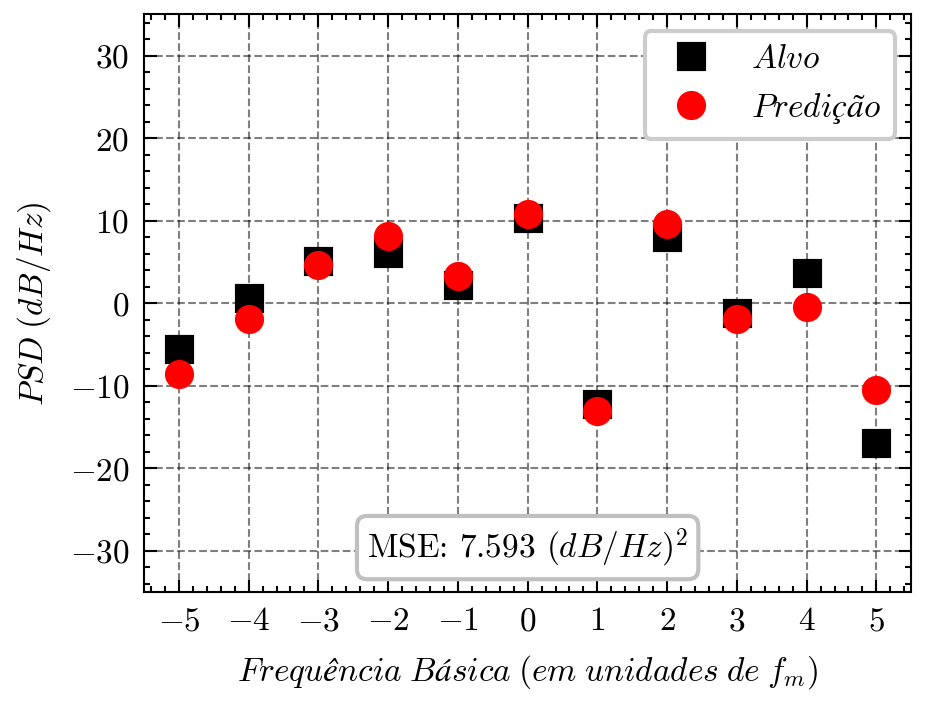 30
20
10
0
−10
−20
−30
PSD (dB/Hz)
Alvo
Predição
MSE: 7.593 (dB/Hz)²
−5 −4 −3 −2 −1 0 1 2 3 4 5
Frequência Básica (em unidades de fₘ)